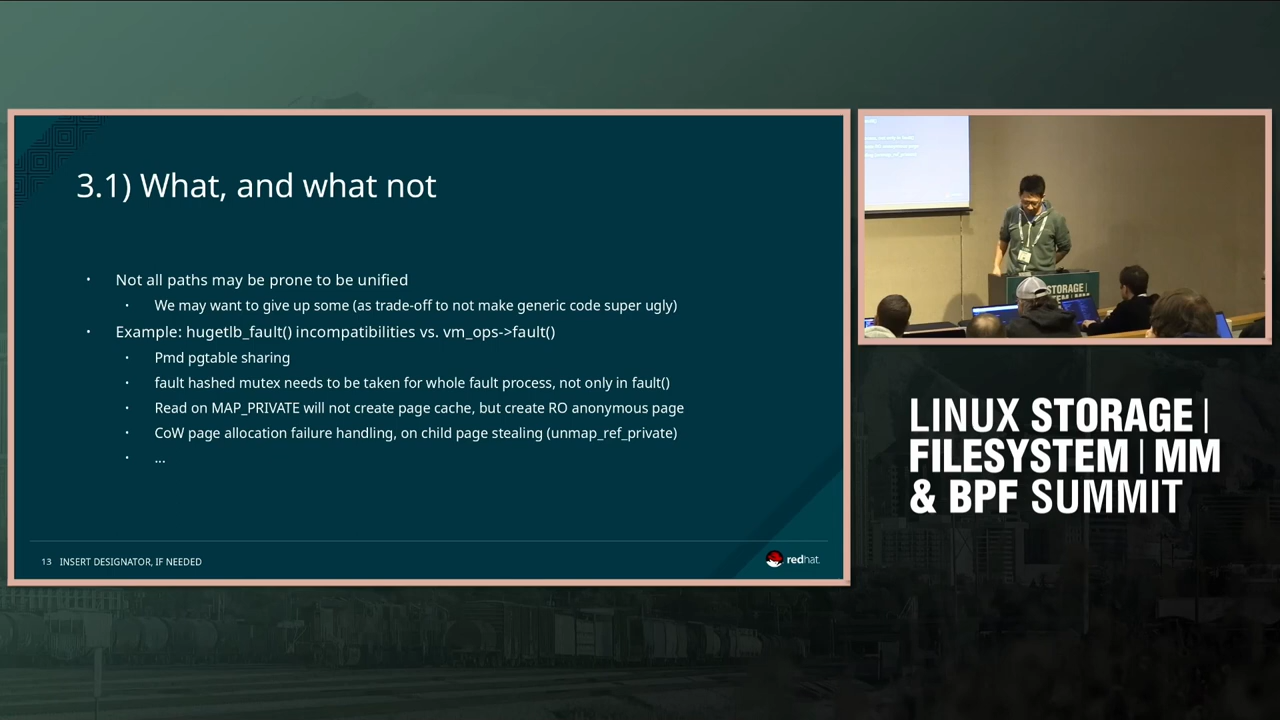 3.1) What, and what not
• Not all paths may be prone to be unified
• We may want to give up some (as trade-off to not make generic code super ugly)
• Example: hugetlb_fault() incompatibilities vs. vm_ops->fault()
• Pmd pgtable sharing
• fault hashed mutex needs to be taken for whole fault process, not only in fault()
• Read on MAP_PRIVATE will not create page cache, but create RO anonymous page
• CoW page allocation failure handling, on child page stealing (unmap_ref_private)
• ...
13 INSERT DESIGNATOR, IF NEEDED
redhat.
STORAGE |
LINUX STORAGE |
FILESYSTEM | MM
& BPF SUMMIT